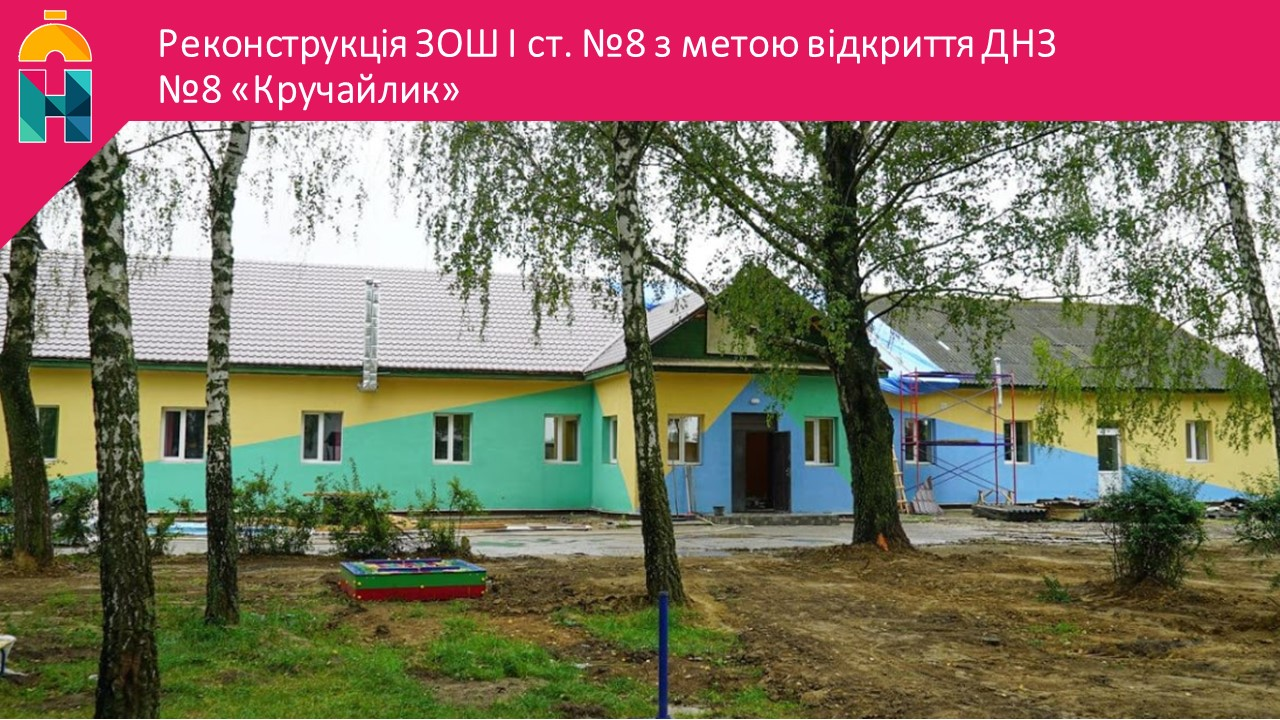 Реконструкція ЗОШ І ст. №8 з метою відкриття ДНЗ
№8 «Кручайлик»